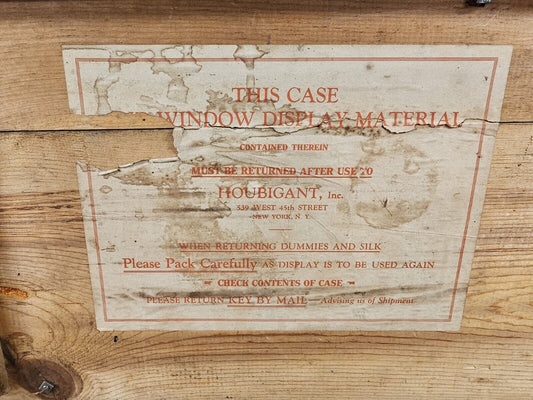 THIS CASE
WINDOW DISPLAY MATERIAL
CONTAINED THEREIN
MUST BE RETURNED AFTER USE TO
HOUBIGANT, Inc.
539 WEST 45th STREET
NEW YORK, N. Y.
WHEN RETURNING DUMMIES AND SILK
Please Pack Carefully AS DISPLAY IS TO BE USED AGAIN
CHECK CONTENTS OF CASE
PLEASE RETURN KEY BY MAIL—Advising us of Shipment